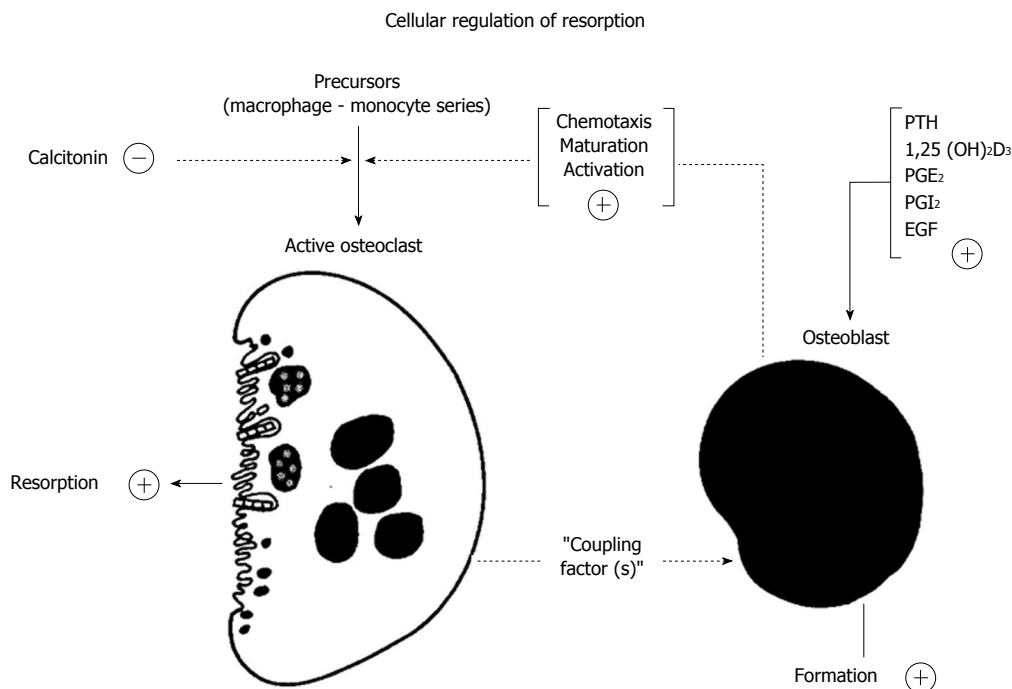 Cellular regulation of resorption
Precursors
(macrophage - monocyte series)
Calcitonin −
Chemotaxis
Maturation
Activation
+
PTH
1,25 (OH)₂D₃
PGE₂
PGI₂
EGF
+
Active osteoclast
Osteoblast
Resorption +
"Coupling
factor (s)"
Formation +